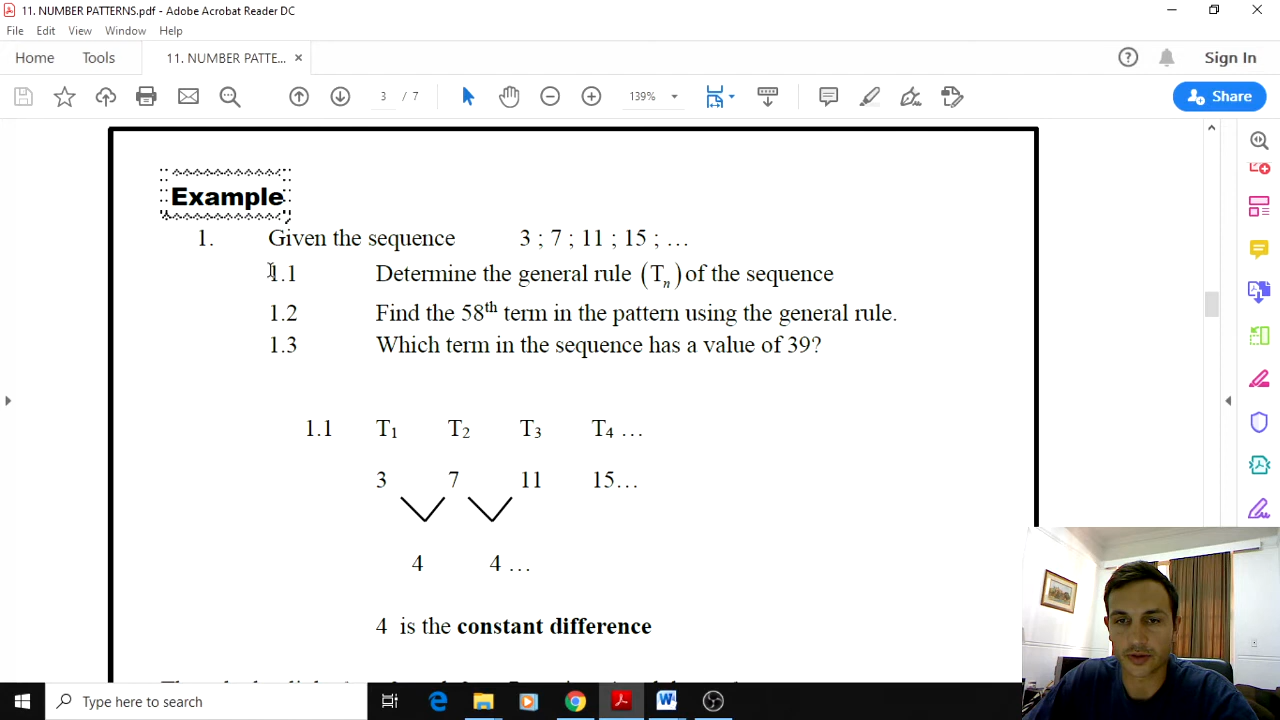 11. NUMBER PATTERNS.pdf - Adobe Acrobat Reader DC
File Edit View Window Help
Home Tools 11. NUMBER PATTE... × Sign In
3 / 7 139% Share
Example
1. Given the sequence 3 ; 7 ; 11 ; 15 ; …
1.1 Determine the general rule (Tn) of the sequence
1.2 Find the 58th term in the pattern using the general rule.
1.3 Which term in the sequence has a value of 39?
1.1 T1 T2 T3 T4 …
3 7 11 15…
4 4 …
4 is the constant difference
Type here to search